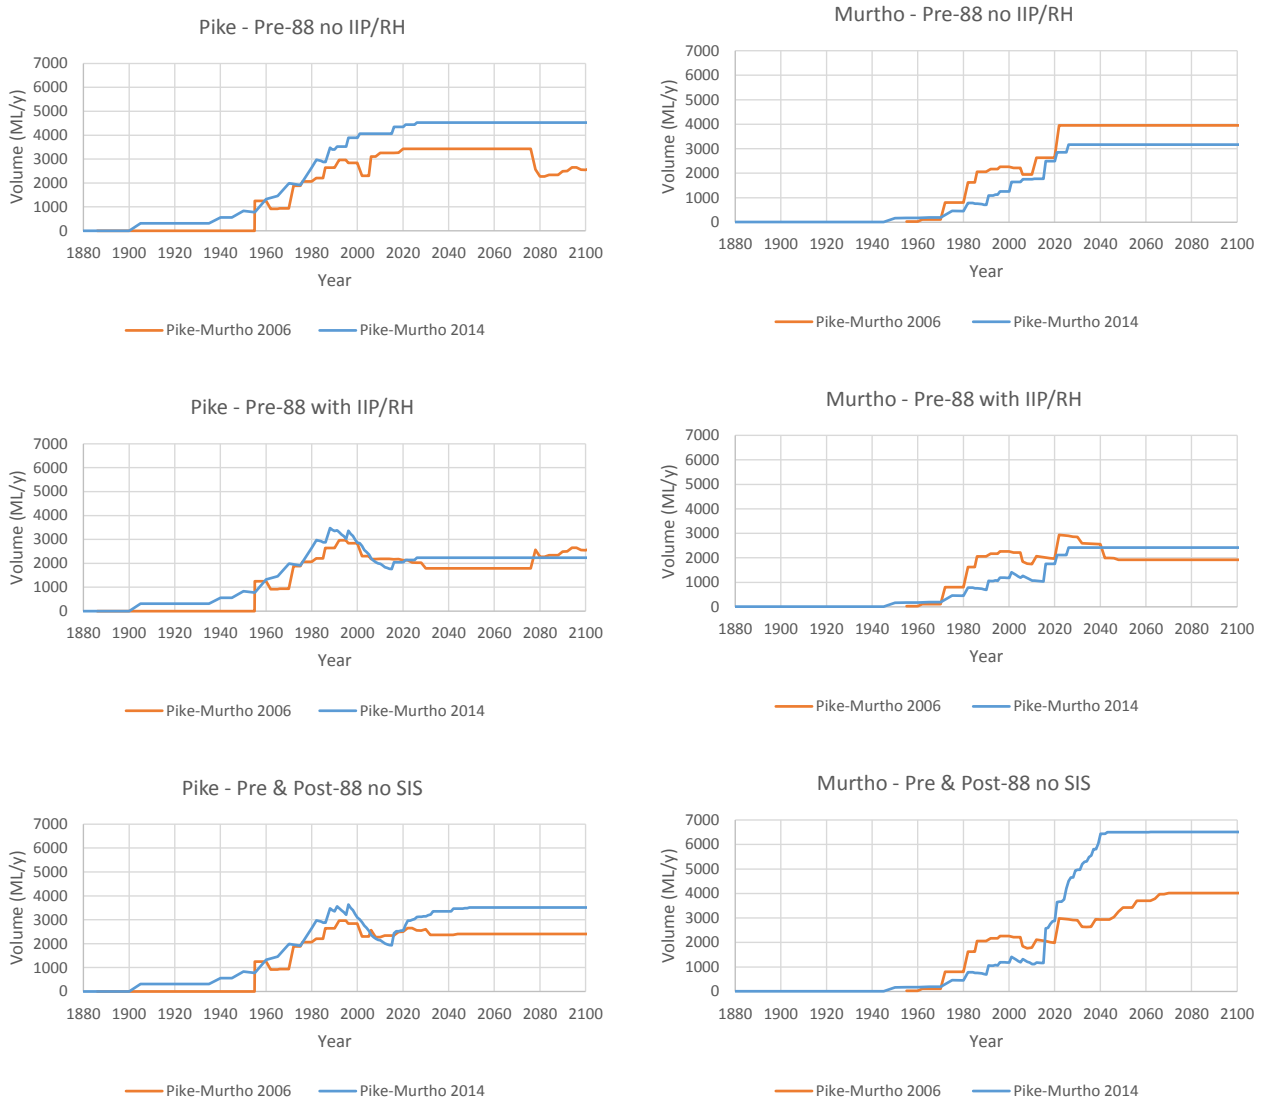 Pike - Pre-88 no IIP/RH
Volume (ML/y)
7000
6000
5000
4000
3000
2000
1000
0
1880 1900 1920 1940 1960 1980 2000 2020 2040 2060 2080 2100
Year
Pike-Murtho 2006 Pike-Murtho 2014
Murtho - Pre-88 no IIP/RH
Volume (ML/y)
7000
6000
5000
4000
3000
2000
1000
0
1880 1900 1920 1940 1960 1980 2000 2020 2040 2060 2080 2100
Year
Pike-Murtho 2006 Pike-Murtho 2014
Pike - Pre-88 with IIP/RH
Volume (ML/y)
7000
6000
5000
4000
3000
2000
1000
0
1880 1900 1920 1940 1960 1980 2000 2020 2040 2060 2080 2100
Year
Pike-Murtho 2006 Pike-Murtho 2014
Murtho - Pre-88 with IIP/RH
Volume (ML/y)
7000
6000
5000
4000
3000
2000
1000
0
1880 1900 1920 1940 1960 1980 2000 2020 2040 2060 2080 2100
Year
Pike-Murtho 2006 Pike-Murtho 2014
Pike - Pre & Post-88 no SIS
Volume (ML/y)
7000
6000
5000
4000
3000
2000
1000
0
1880 1900 1920 1940 1960 1980 2000 2020 2040 2060 2080 2100
Year
Pike-Murtho 2006 Pike-Murtho 2014
Murtho - Pre & Post-88 no SIS
Volume (ML/y)
7000
6000
5000
4000
3000
2000
1000
0
1880 1900 1920 1940 1960 1980 2000 2020 2040 2060 2080 2100
Year
Pike-Murtho 2006 Pike-Murtho 2014